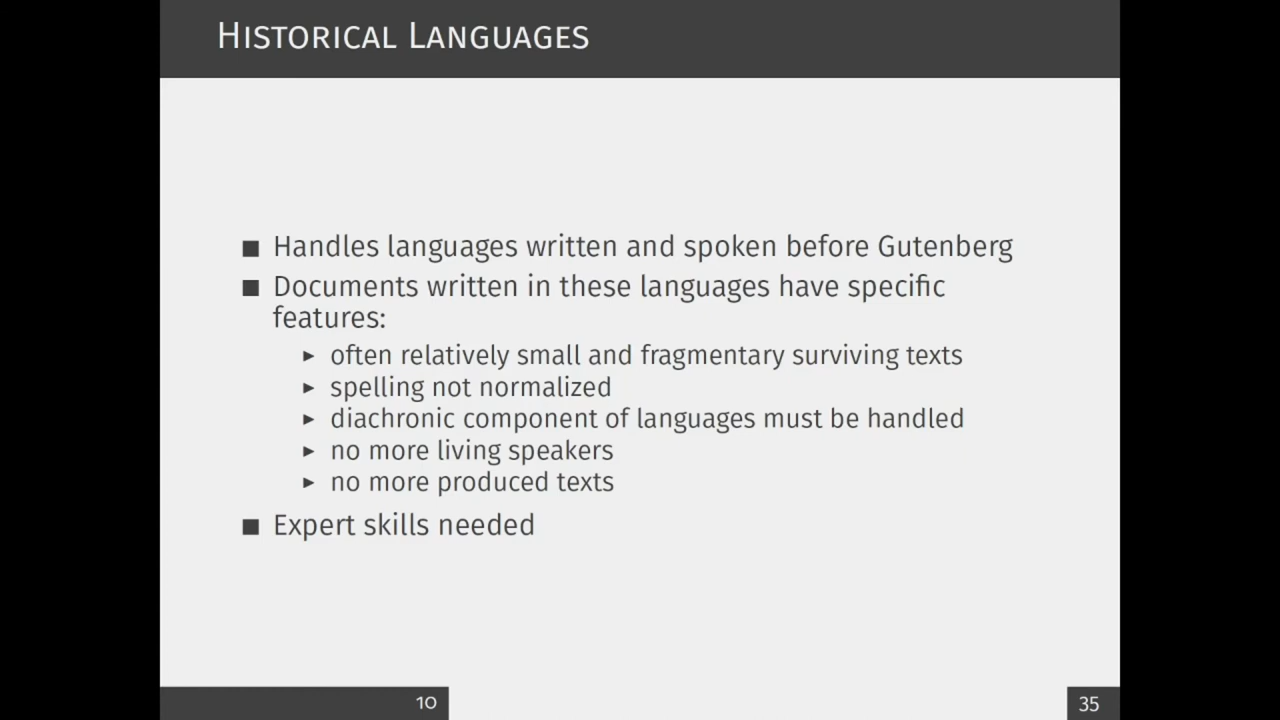 Historical Languages
Handles languages written and spoken before Gutenberg
Documents written in these languages have specific
features:
often relatively small and fragmentary surviving texts
spelling not normalized
diachronic component of languages must be handled
no more living speakers
no more produced texts
Expert skills needed
10
35